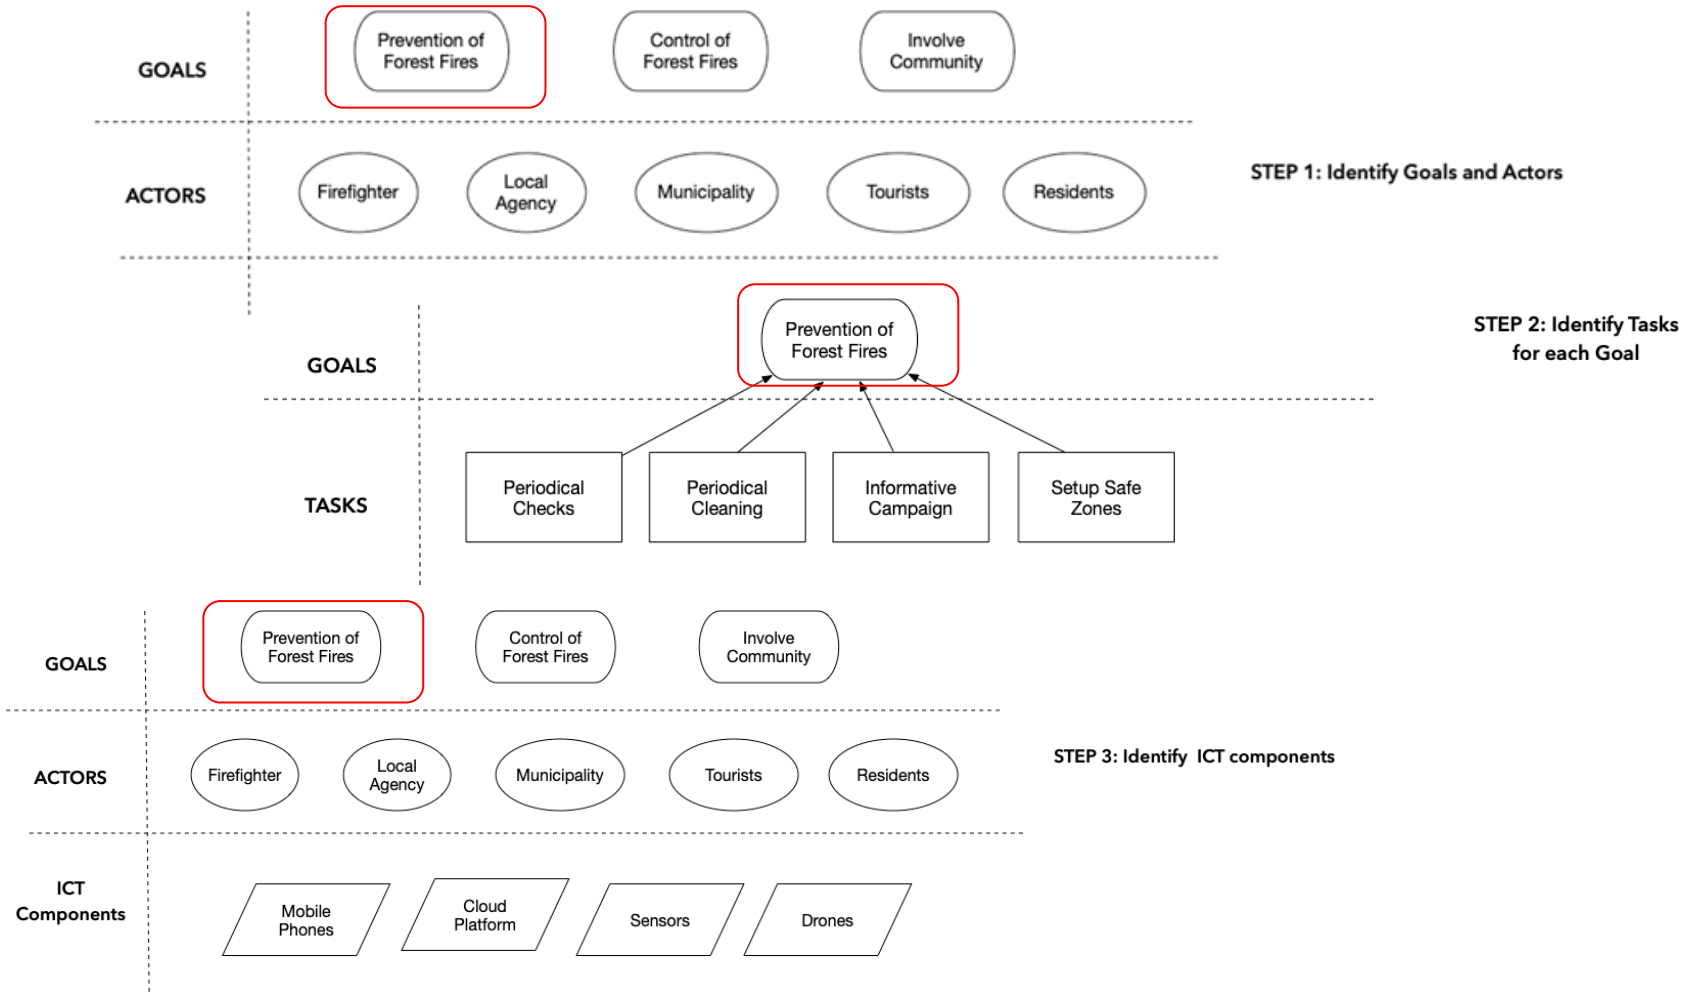 Prevention of
Forest Fires
Control of
Forest Fires
Involve
Community
GOALS
ACTORS
Firefighter
Local
Agency
Municipality
Tourists
Residents
STEP 1: Identify Goals and Actors
GOALS
Prevention of
Forest Fires
STEP 2: Identify Tasks
for each Goal
TASKS
Periodical
Checks
Periodical
Cleaning
Informative
Campaign
Setup Safe
Zones
GOALS
Prevention of
Forest Fires
Control of
Forest Fires
Involve
Community
ACTORS
Firefighter
Local
Agency
Municipality
Tourists
Residents
STEP 3: Identify ICT components
ICT
Components
Mobile
Phones
Cloud
Platform
Sensors
Drones